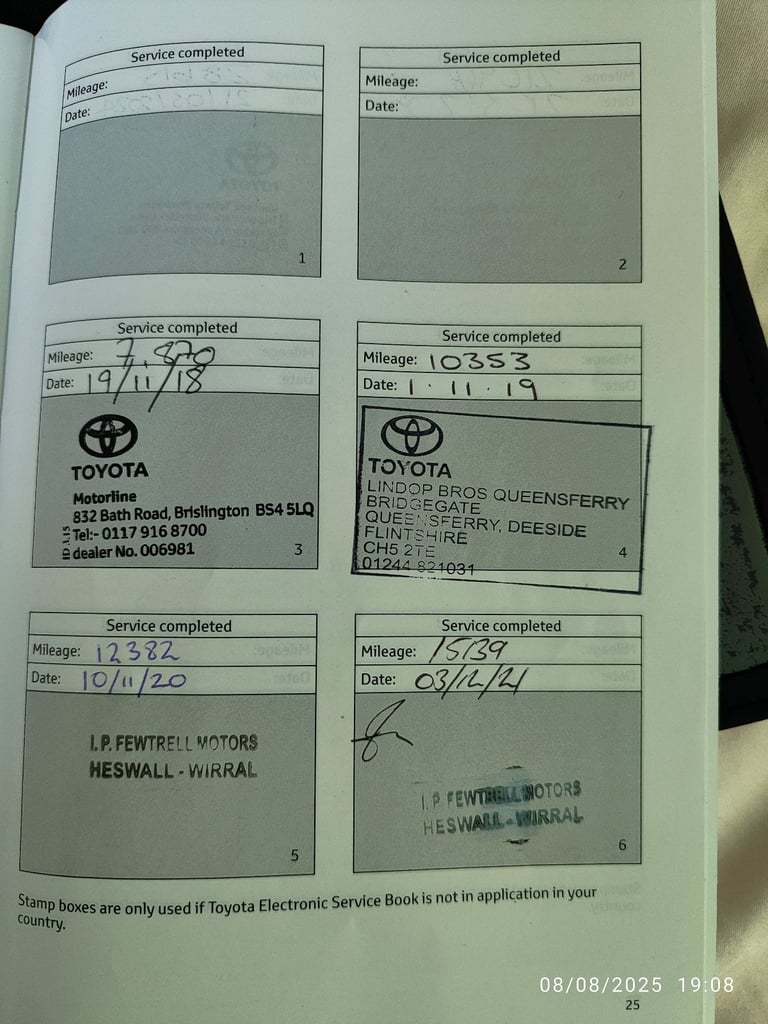 Service completed
Mileage:
Date:
1
Service completed
Mileage:
Date:
2
Service completed
Mileage: 7,870
Date: 19/11/18
TOYOTA
Motorline
832 Bath Road, Brislington BS4 5LQ
Tel:- 0117 916 8700
dealer No. 006981
3
Service completed
Mileage: 10353
Date: 1·11·19
TOYOTA
LINDOP BROS QUEENSFERRY
BRIDGEGATE
QUEENSFERRY, DEESIDE
FLINTSHIRE
CH5 2TE
01244 821031
4
Service completed
Mileage: 12382
Date: 10/11/20
I.P. FEWTRELL MOTORS
HESWALL - WIRRAL
5
Service completed
Mileage: 15139
Date: 03/12/21
I.P FEWTRELL MOTORS
HESWALL - WIRRAL
6
Stamp boxes are only used if Toyota Electronic Service Book is not in application in your
country.
08/08/2025 19:08
25